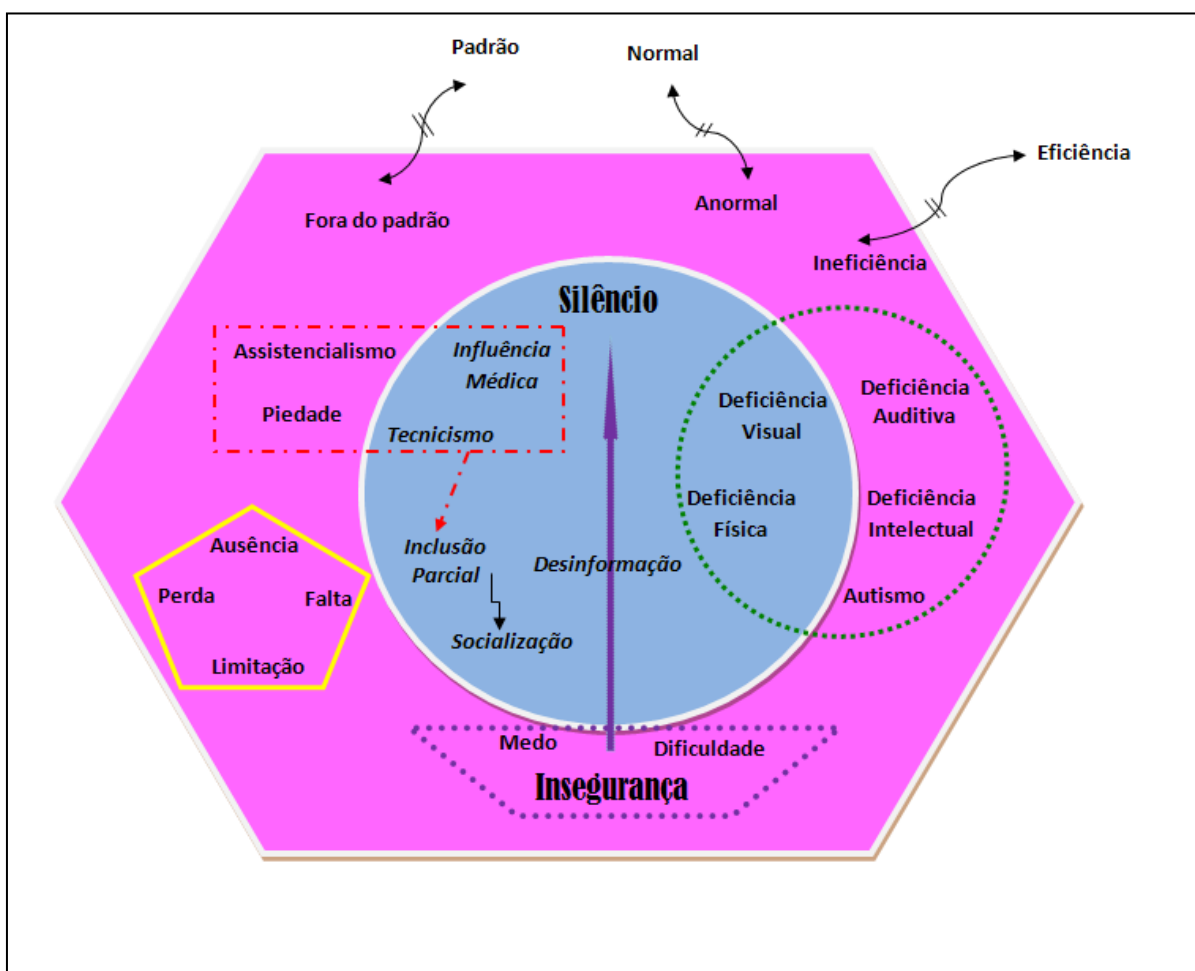 Padrão
Normal
Eficiência
Fora do padrão
Anormal
Ineficiência
Silêncio
Assistencialismo
Influência
Médica
Piedade
Tecnicismo
Deficiência
Visual
Deficiência
Auditiva
Deficiência
Física
Deficiência
Intelectual
Ausência
Perda
Falta
Limitação
Inclusão
Parcial
Desinformação
Autismo
Socialização
Medo
Dificuldade
Insegurança